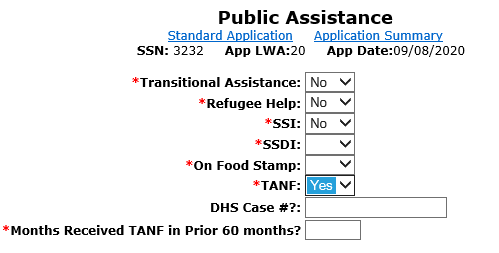 Public Assistance
Standard Application Application Summary
SSN: 3232 App LWA:20 App Date:09/08/2020
*Transitional Assistance: No
*Refugee Help: No
*SSI: No
*SSDI:
*On Food Stamp:
*TANF: Yes
DHS Case #?:
*Months Received TANF in Prior 60 months?